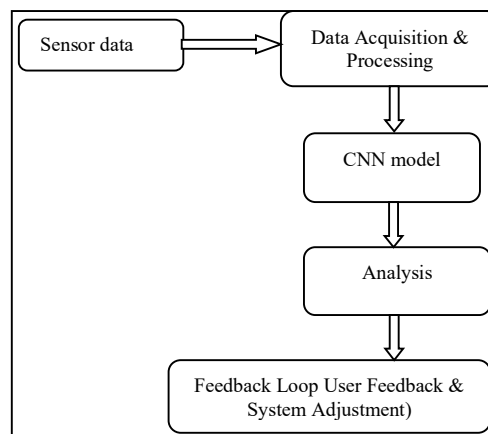 Sensor data
Data Acquisition &
Processing
CNN model
Analysis
Feedback Loop User Feedback &
System Adjustment)